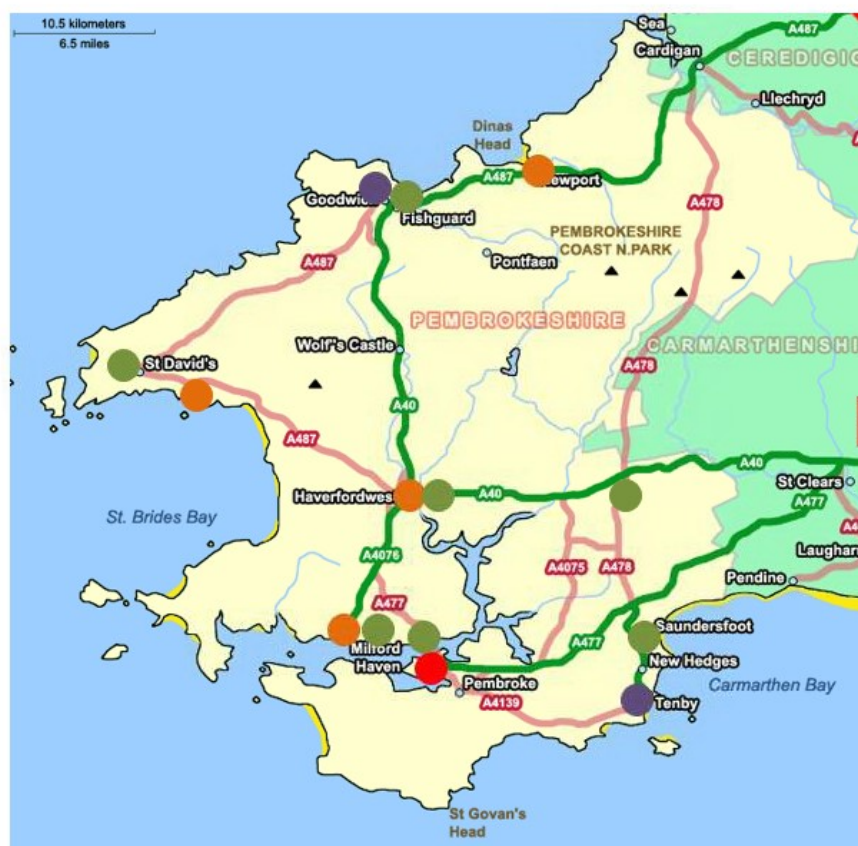 10.5 kilometers
6.5 miles
Sea
Cardigan
A487
CEREDIGIO
Llechryd
Dinas
Head
A487
Newport
Goodwic
Fishguard
A478
PEMBROKESHIRE
COAST N.PARK
Pontfaen
A487
PEMBROKESHIRE
Wolf"s Castle
CARMARTHENSHI
St David's
A478
A40
A487
A40
Haverfordwes
A40
St Clears
A477
St. Brides Bay
A4076
A4075
A478
Laugharn
Pendine
A477
Saundersfoot
Milford
Haven
A477
New Hedges
Pembroke
Carmarthen Bay
A4139
Tenby
St Govan's
Head